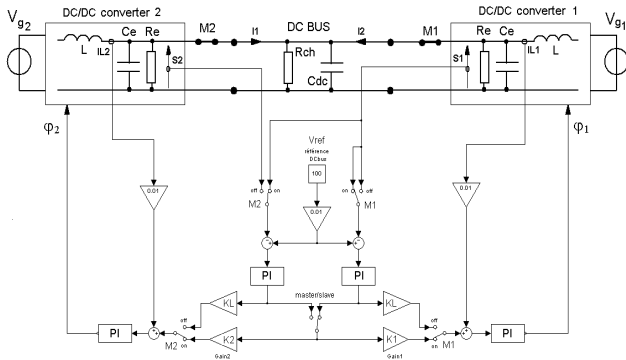 DC/DC converter 2
DC/DC converter 1
Vg2
Vg1
L
IL2
Ce
Re
S2
M2
I1
DC BUS
I2
M1
Rch
Cdc
S1
Re
Ce
IL1
L
φ2
φ1
Vref
référence
DCbus
100
0.01
0.01
0.01
off
on
M2
on
off
M1
PI
PI
master/slave
KL
KL
off
on
M2
K2
Gain2
K1
Gain1
off
on
M1
PI
PI